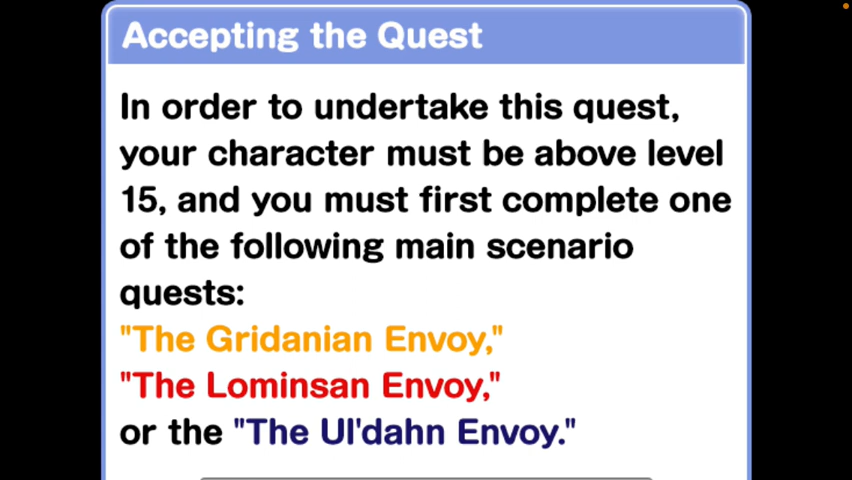 Accepting the Quest
In order to undertake this quest,
your character must be above level
15, and you must first complete one
of the following main scenario
quests:
"The Gridanian Envoy,"
"The Lominsan Envoy,"
or the "The Ul'dahn Envoy."